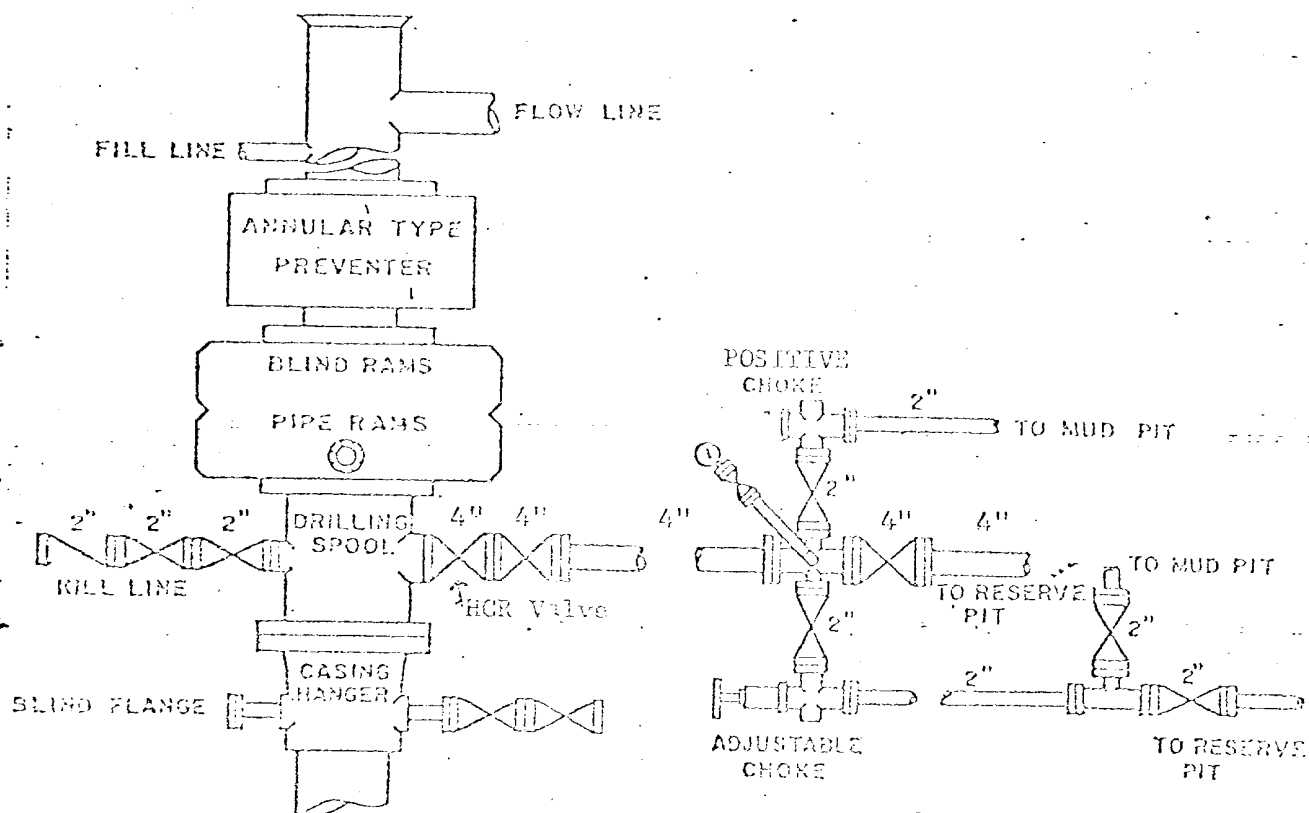 FLOW LINE
FILL LINE
ANNULAR TYPE
PREVENTER
BLIND RAMS
PIPE RAMS
POSITIVE
CHOKE
2"
TO MUD PIT
2"
2" 2" 2"
DRILLING
SPOOL
4" 4"
4"
4" 4"
KILL LINE
HCR Valve
TO RESERVE
PIT
TO MUD PIT
2"
2"
2"
2"
CASING
HANGER
BLIND FLANGE
ADJUSTABLE
CHOKE
TO RESERVE
PIT